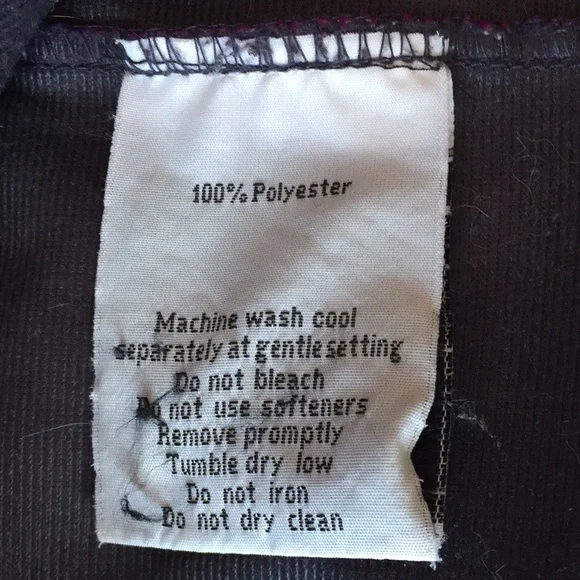 100% Polyester
Machine wash cool
separately at gentle setting
Do not bleach
Do not use softeners
Remove promptly
Tumble dry low
Do not iron
Do not dry clean